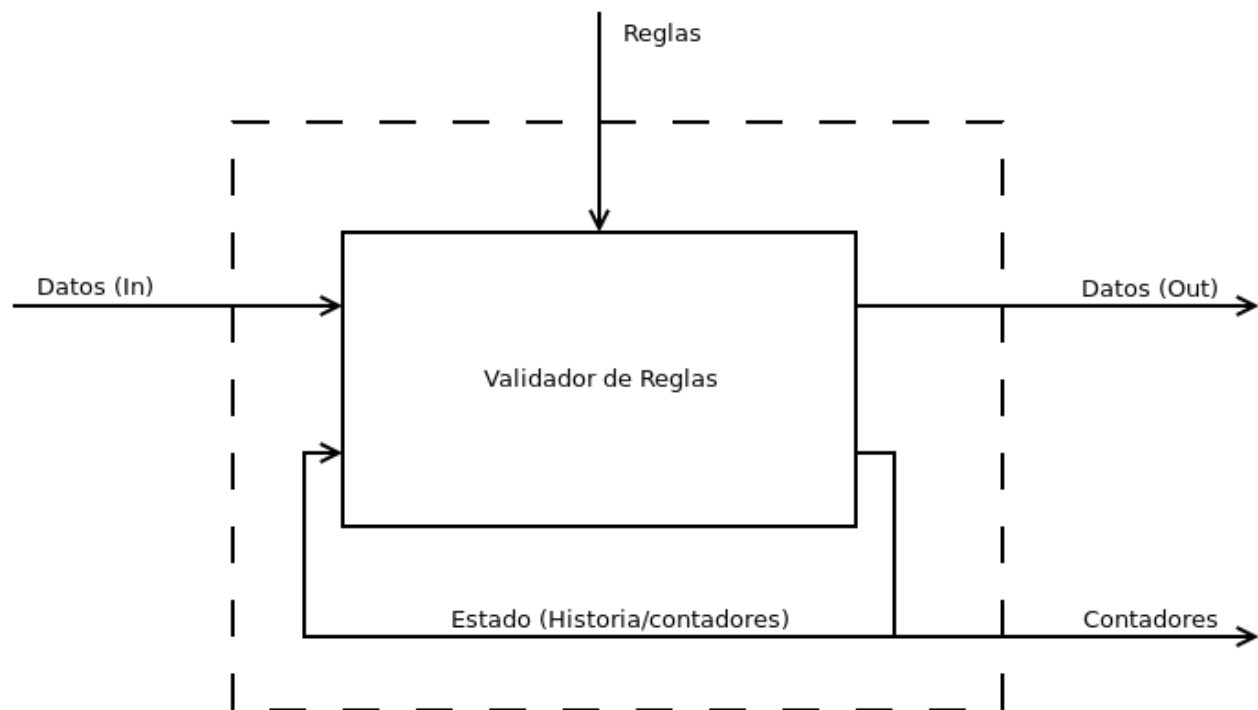 Reglas
Datos (In)
Datos (Out)
Validador de Reglas
Estado (Historia/contadores)
Contadores